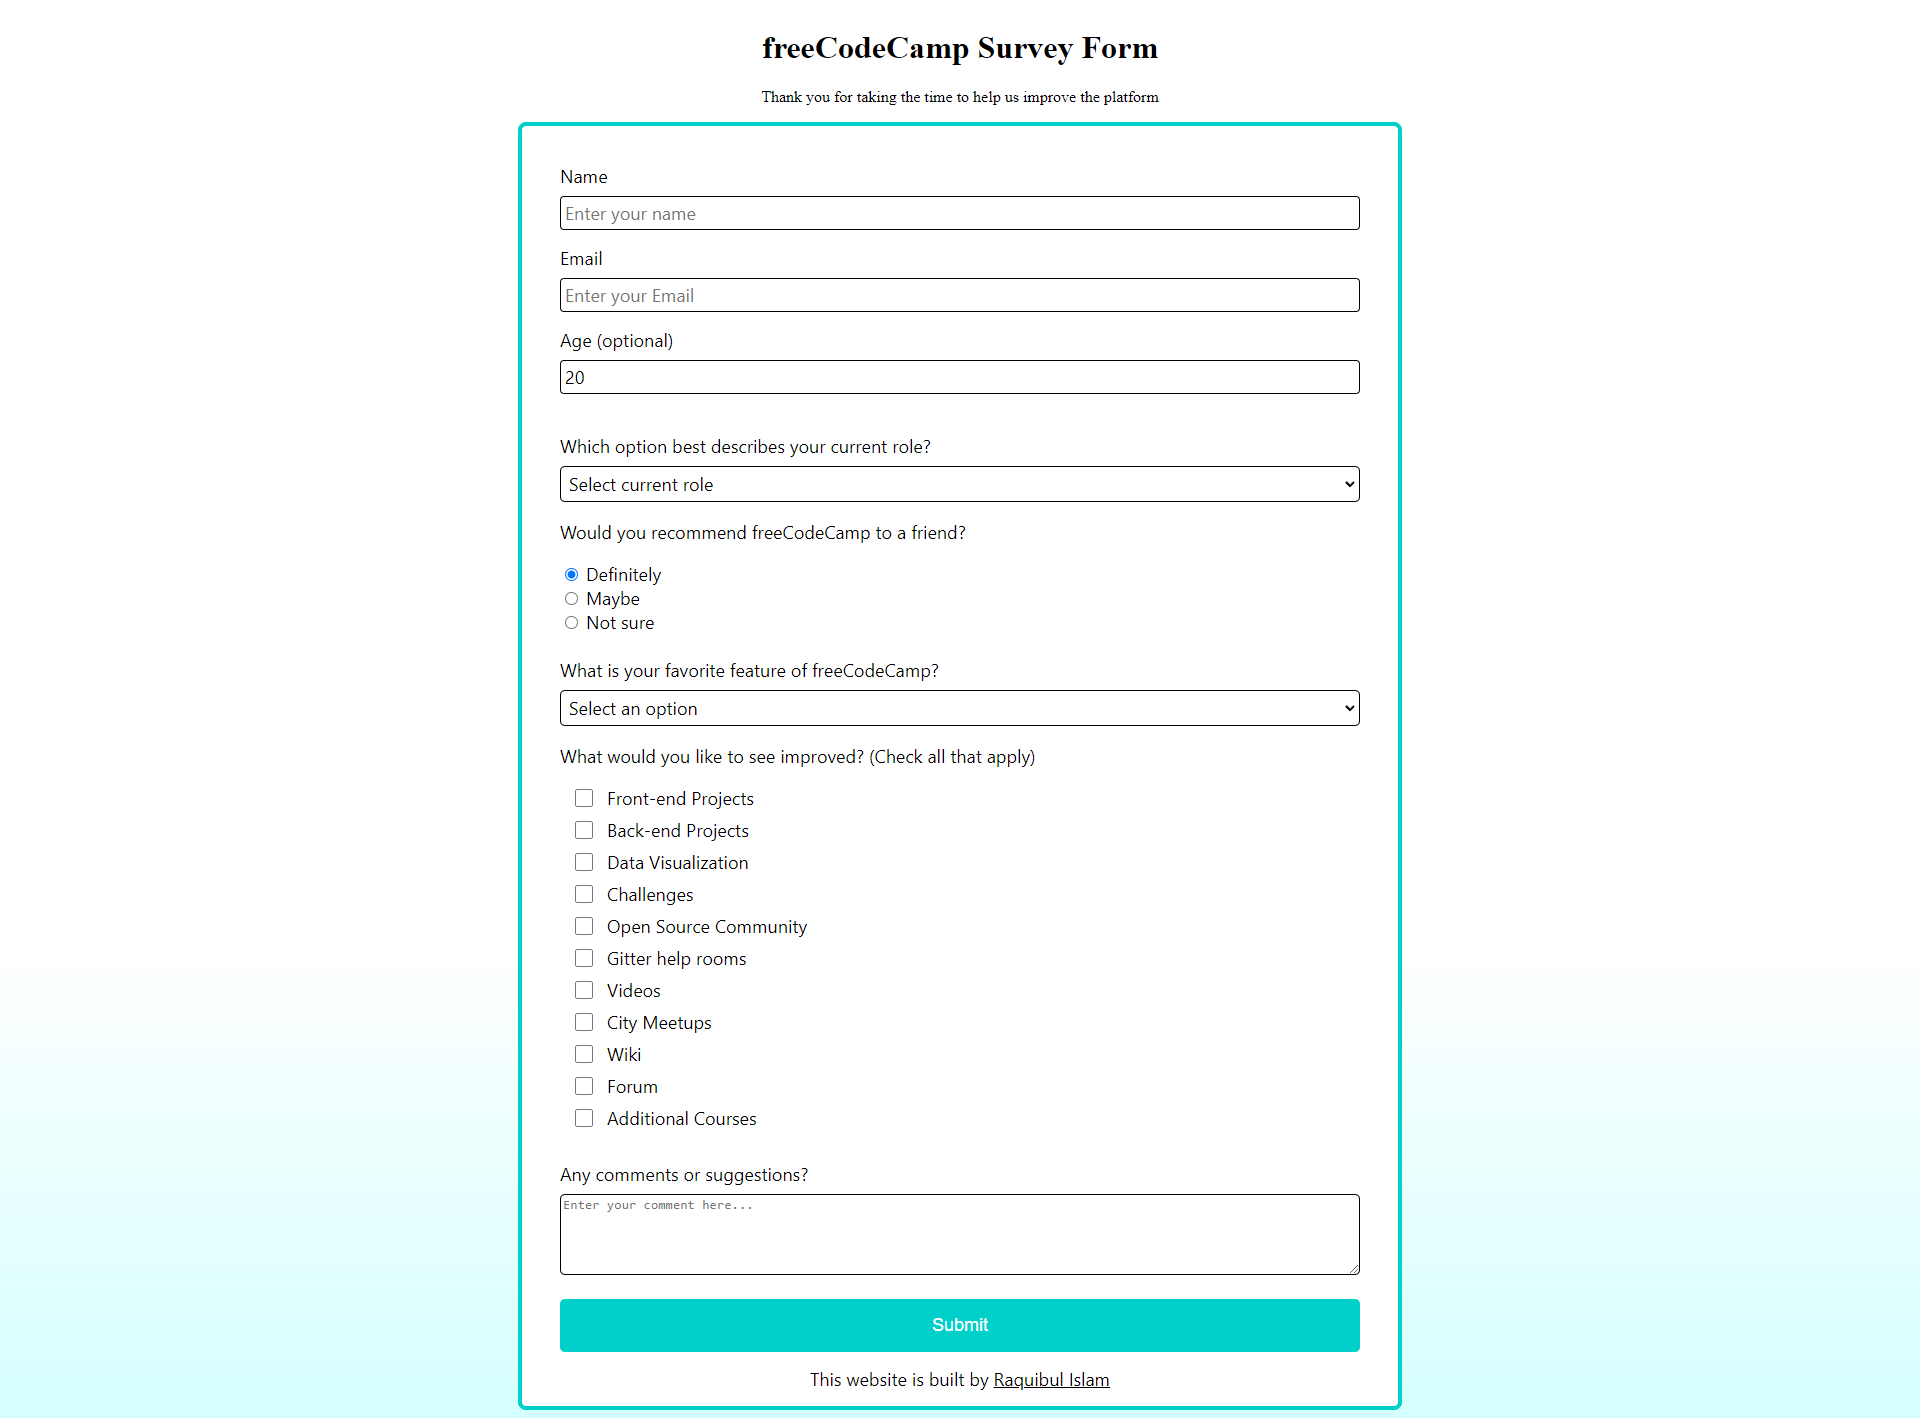 freeCodeCamp Survey Form
Thank you for taking the time to help us improve the platform
Name
Enter your name
Email
Enter your Email
Age (optional)
20
Which option best describes your current role?
Select current role
Would you recommend freeCodeCamp to a friend?
Definitely
Maybe
Not sure
What is your favorite feature of freeCodeCamp?
Select an option
What would you like to see improved? (Check all that apply)
Front-end Projects
Back-end Projects
Data Visualization
Challenges
Open Source Community
Gitter help rooms
Videos
City Meetups
Wiki
Forum
Additional Courses
Any comments or suggestions?
Enter your comment here...
Submit
This website is built by Raquibul Islam